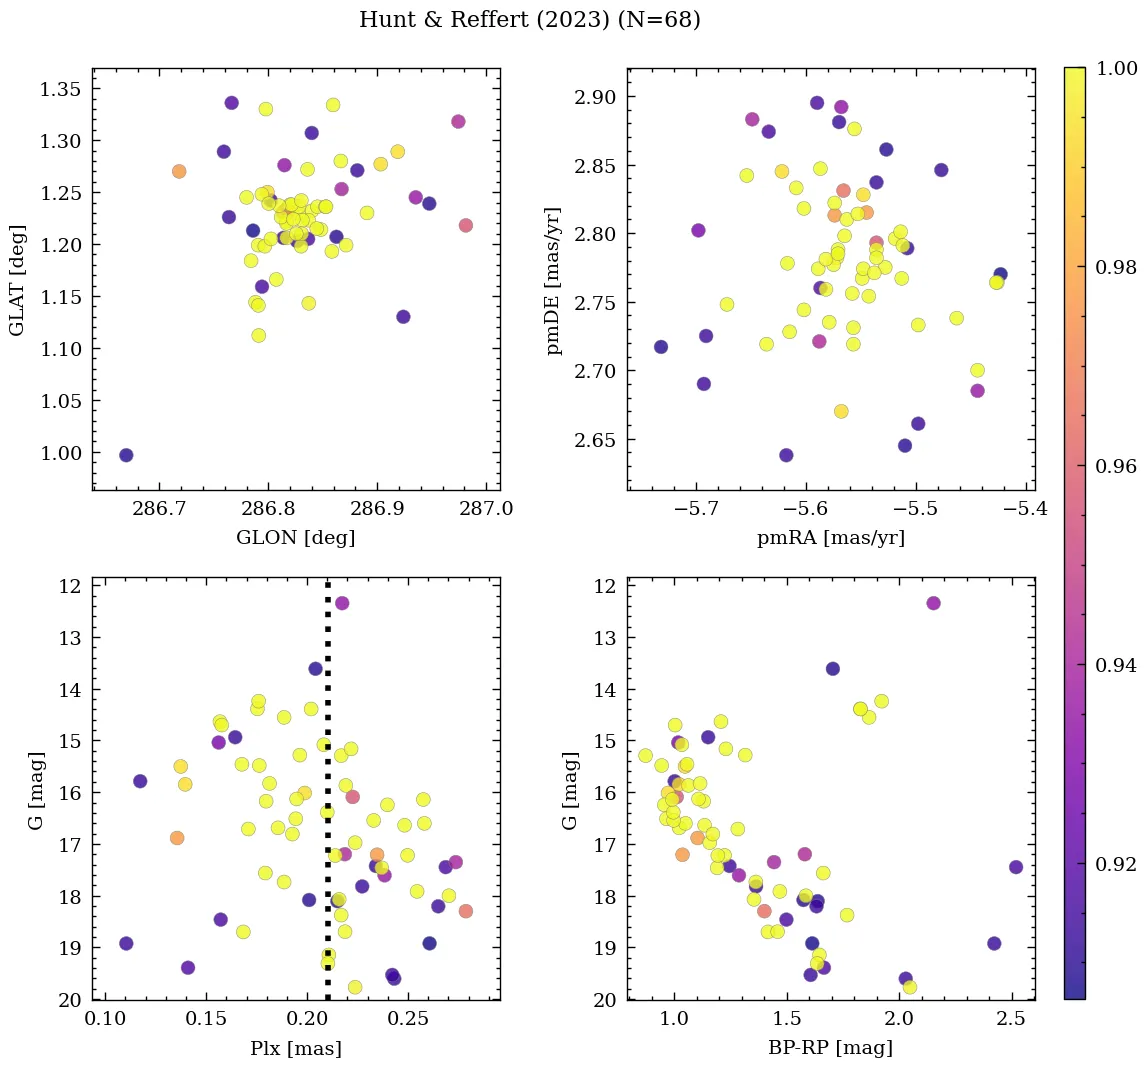 Hunt & Reffert (2023) (N=68)
1.35
1.30
1.25
1.20
1.15
1.10
1.05
1.00
GLAT [deg]
286.7 286.8 286.9 287.0
GLON [deg]
2.90
2.85
2.80
2.75
2.70
2.65
pmDE [mas/yr]
−5.7 −5.6 −5.5 −5.4
pmRA [mas/yr]
12
13
14
15
16
17
18
19
20
G [mag]
0.10 0.15 0.20 0.25
Plx [mas]
12
13
14
15
16
17
18
19
20
G [mag]
1.0 1.5 2.0 2.5
BP-RP [mag]
1.00
0.98
0.96
0.94
0.92